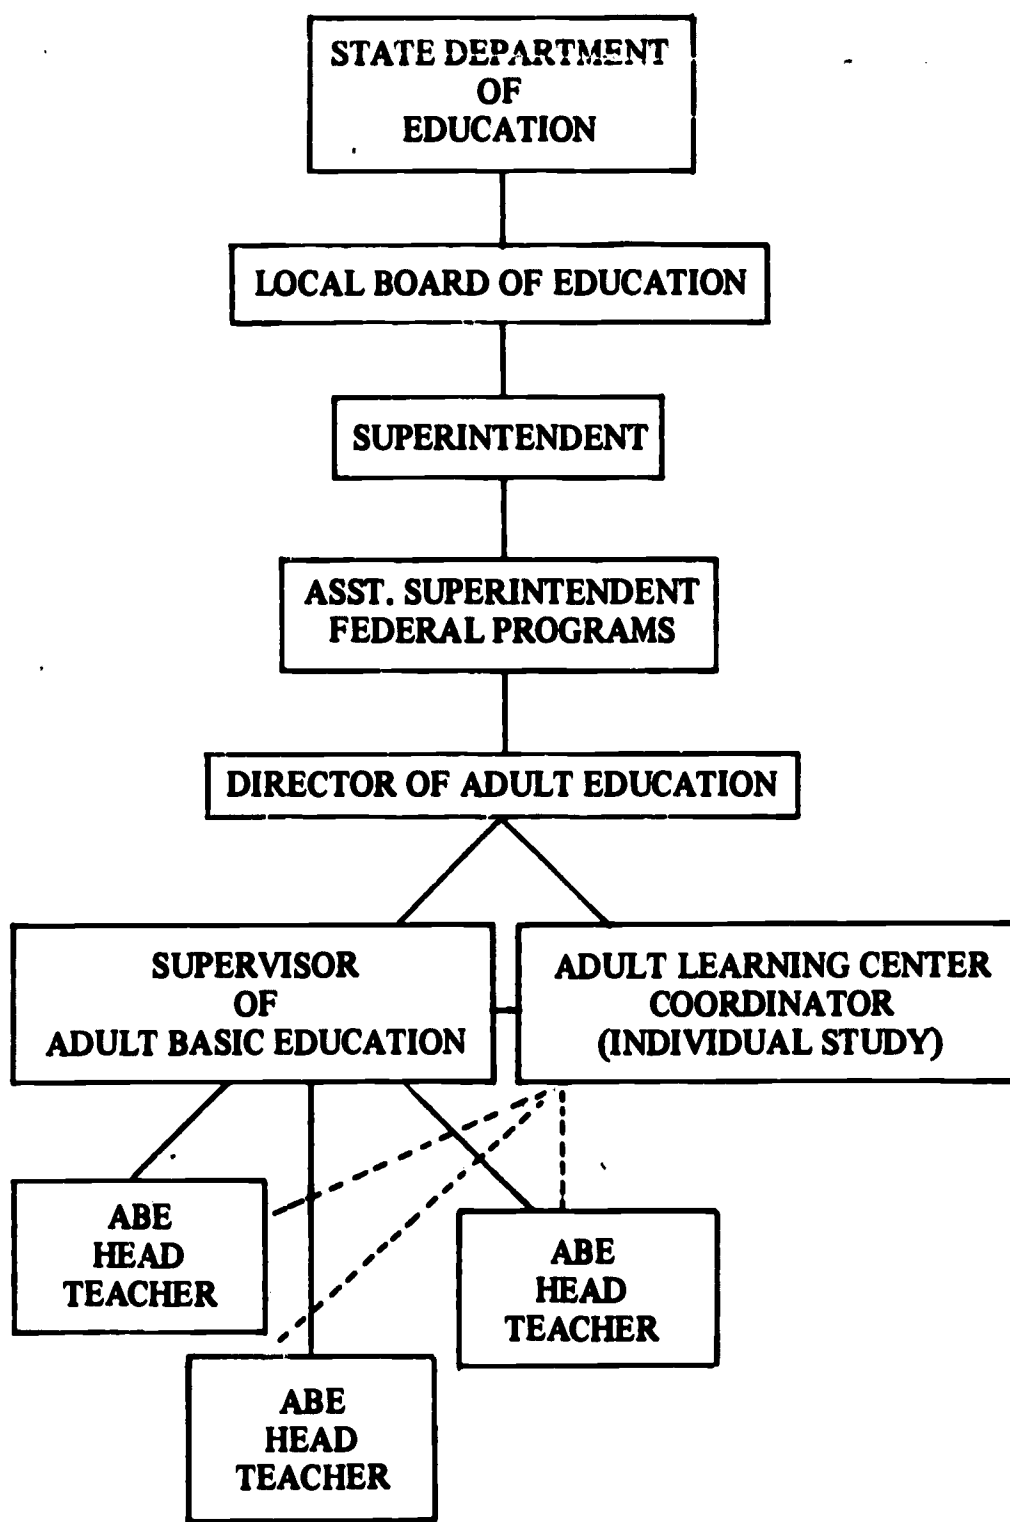 STATE DEPARTMENT
OF
EDUCATION
LOCAL BOARD OF EDUCATION
SUPERINTENDENT
ASST. SUPERINTENDENT
FEDERAL PROGRAMS
DIRECTOR OF ADULT EDUCATION
SUPERVISOR
OF
ADULT BASIC EDUCATION
ADULT LEARNING CENTER
COORDINATOR
(INDIVIDUAL STUDY)
ABE
HEAD
TEACHER
ABE
HEAD
TEACHER
ABE
HEAD
TEACHER